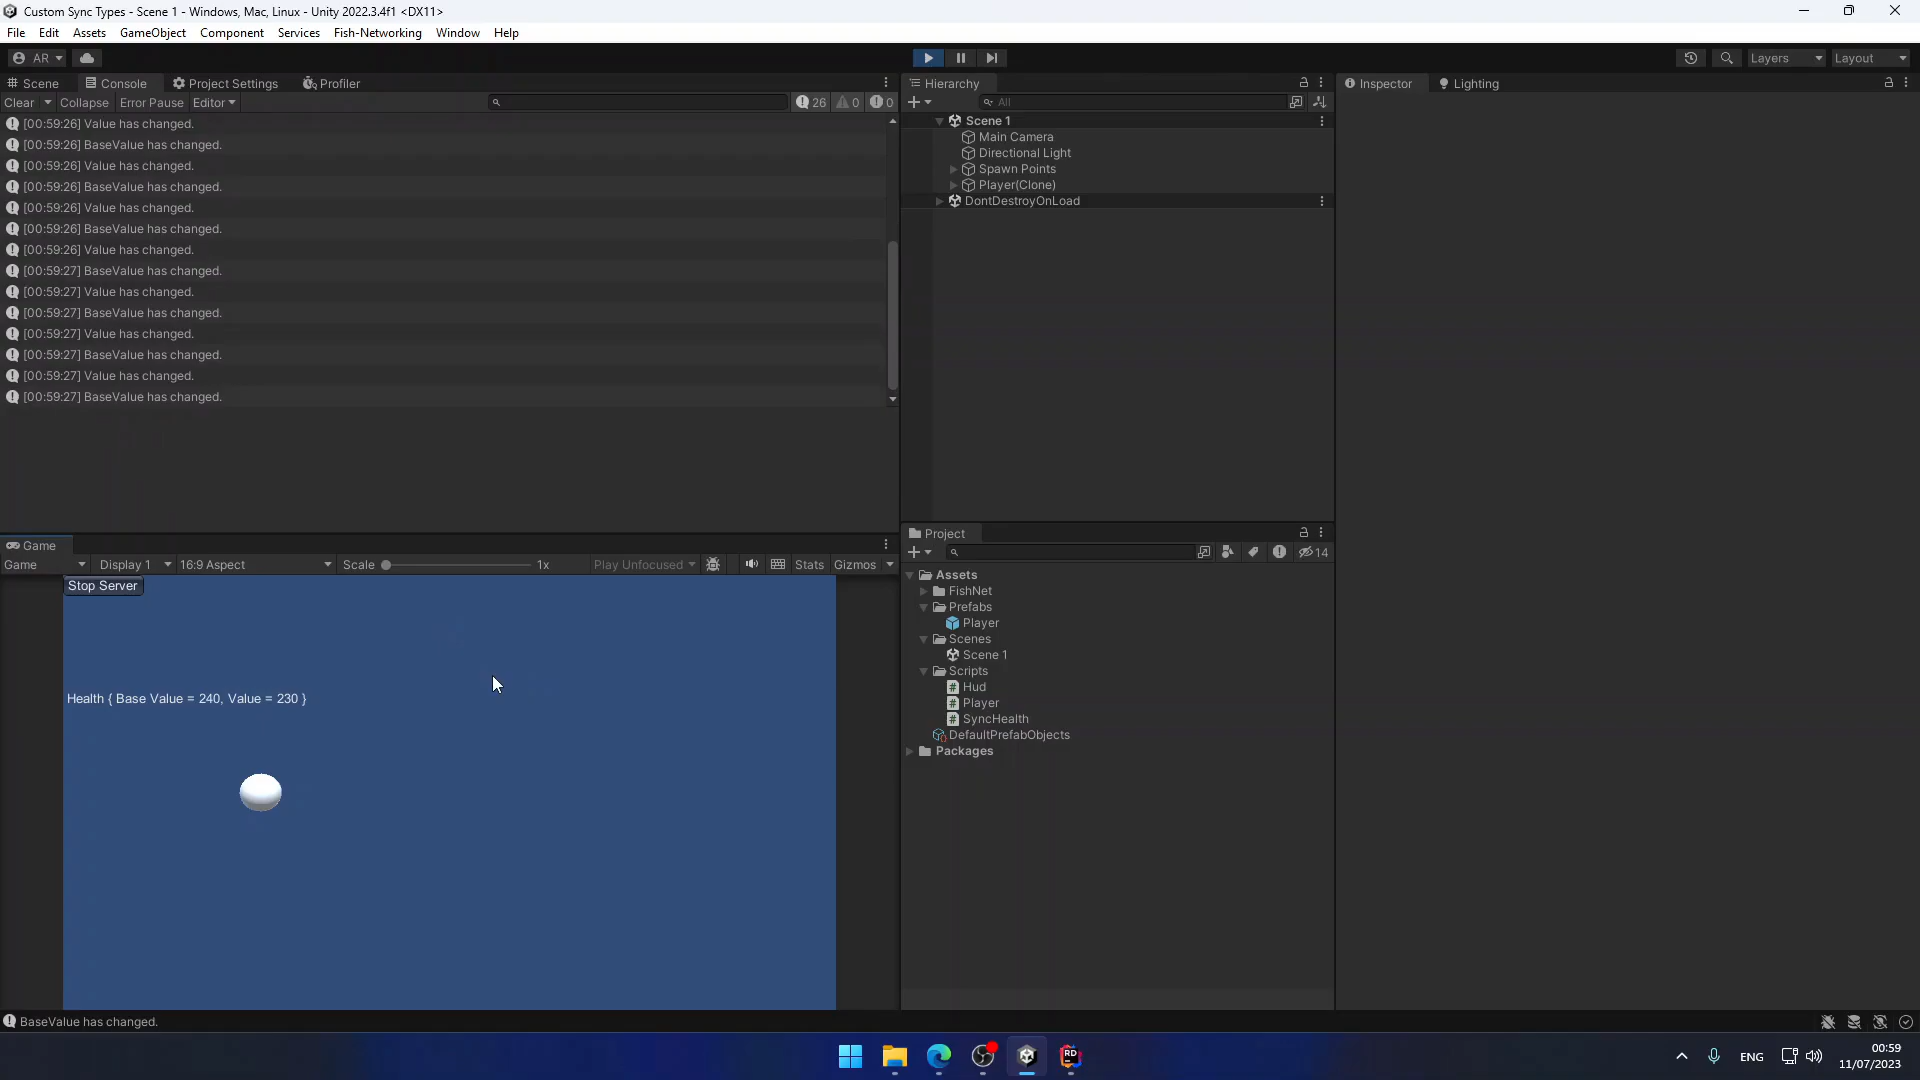 Custom Sync Types - Scene 1 - Windows, Mac, Linux - Unity 2022.3.4f1 <DX11>
File Edit Assets GameObject Component Services Fish-Networking Window Help
AR Layers Layout
Scene Console Project Settings Profiler
Clear Collapse Error Pause Editor 26 0 0
[00:59:26] Value has changed.
[00:59:26] BaseValue has changed.
[00:59:26] Value has changed.
[00:59:26] BaseValue has changed.
[00:59:26] Value has changed.
[00:59:26] BaseValue has changed.
[00:59:26] Value has changed.
[00:59:27] BaseValue has changed.
[00:59:27] Value has changed.
[00:59:27] BaseValue has changed.
[00:59:27] Value has changed.
[00:59:27] BaseValue has changed.
[00:59:27] Value has changed.
[00:59:27] BaseValue has changed.
Game
Game Display 1 16:9 Aspect Scale 1x Play Unfocused Stats Gizmos
Stop Server
Health { Base Value = 240, Value = 230 }
Hierarchy
All
Scene 1
Main Camera
Directional Light
Spawn Points
Player(Clone)
DontDestroyOnLoad
Project
14
Assets
FishNet
Prefabs
Player
Scenes
Scene 1
Scripts
Hud
Player
SyncHealth
DefaultPrefabObjects
Packages
Inspector Lighting
BaseValue has changed.
RD
ENG
00:59
11/07/2023